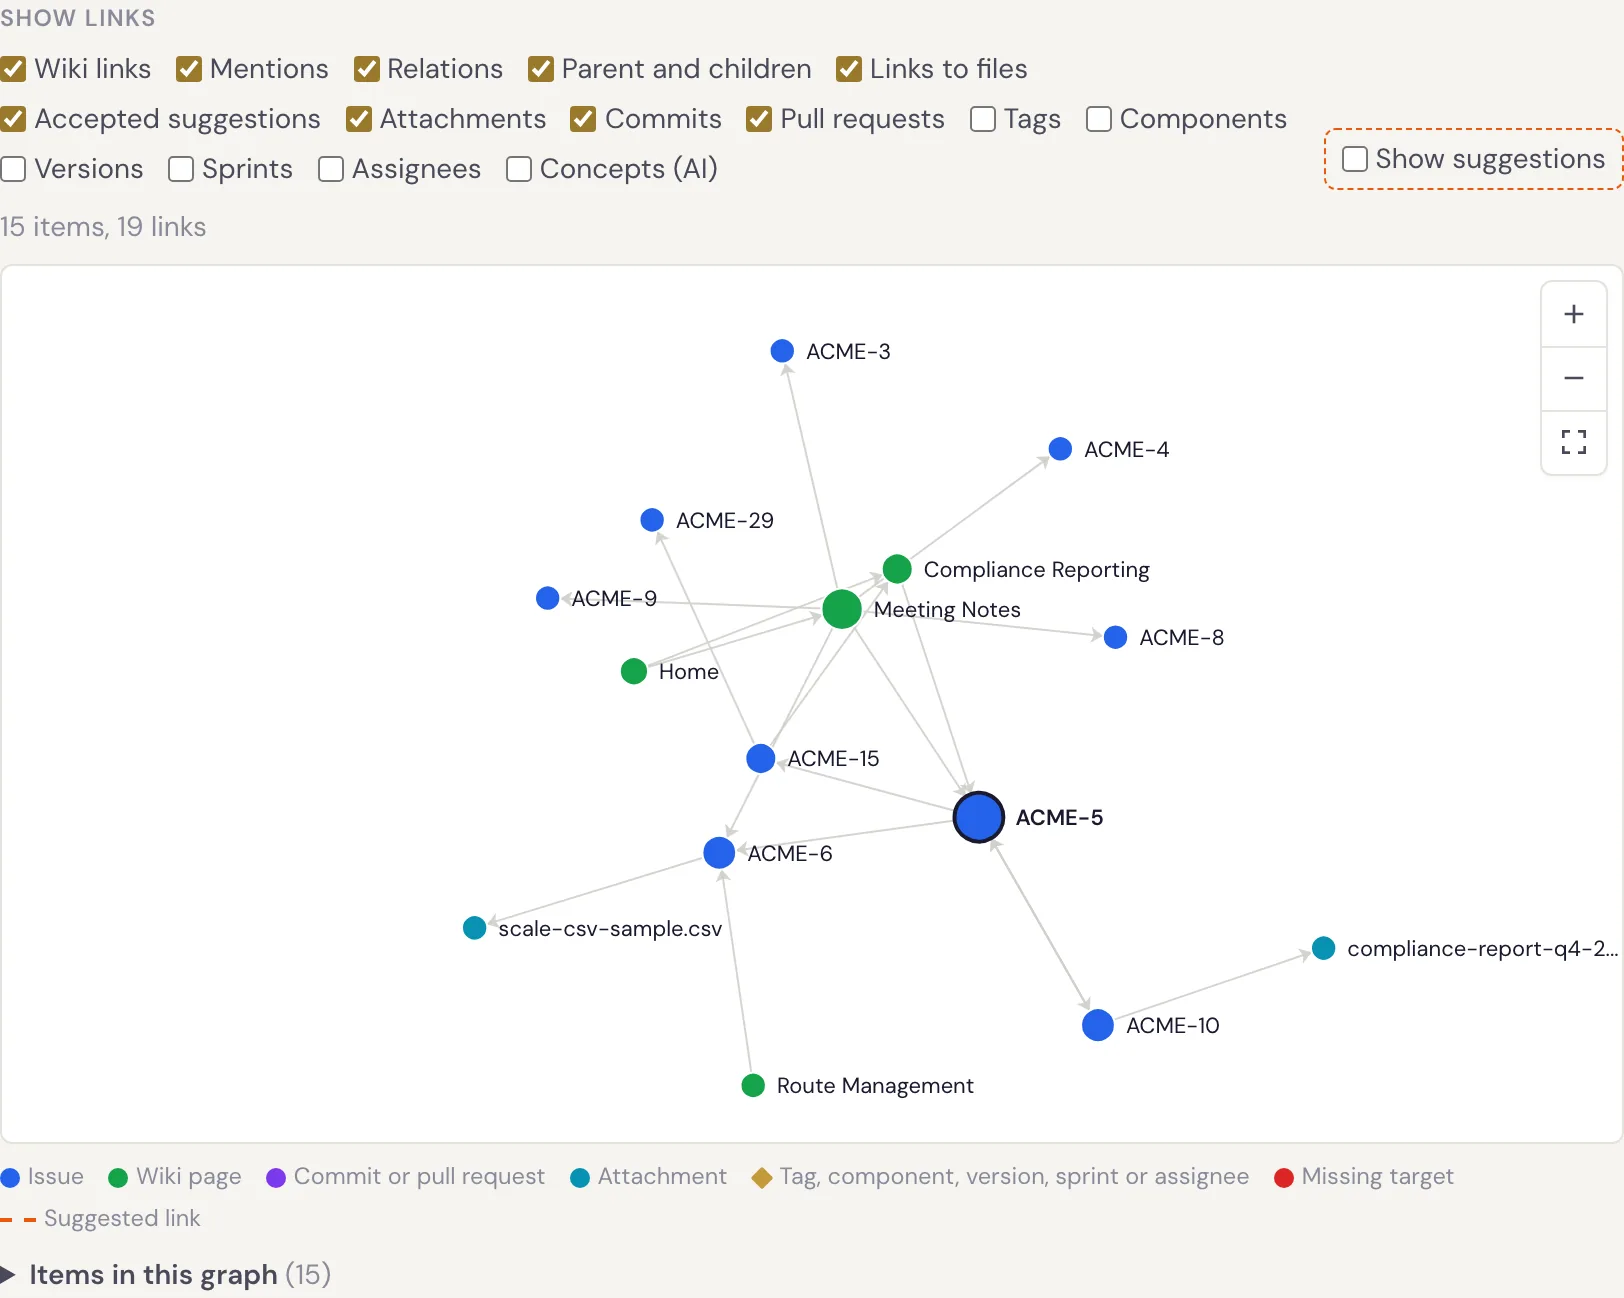 SHOW LINKS
Wiki links Mentions Relations Parent and children Links to files
Accepted suggestions Attachments Commits Pull requests Tags Components
Versions Sprints Assignees Concepts (AI)
Show suggestions
15 items, 19 links
ACME-3
ACME-4
ACME-29
Compliance Reporting
ACME-9
Meeting Notes
ACME-8
Home
ACME-15
ACME-5
ACME-6
scale-csv-sample.csv
compliance-report-q4-2...
ACME-10
Route Management
Issue Wiki page Commit or pull request Attachment Tag, component, version, sprint or assignee Missing target
Suggested link
Items in this graph (15)